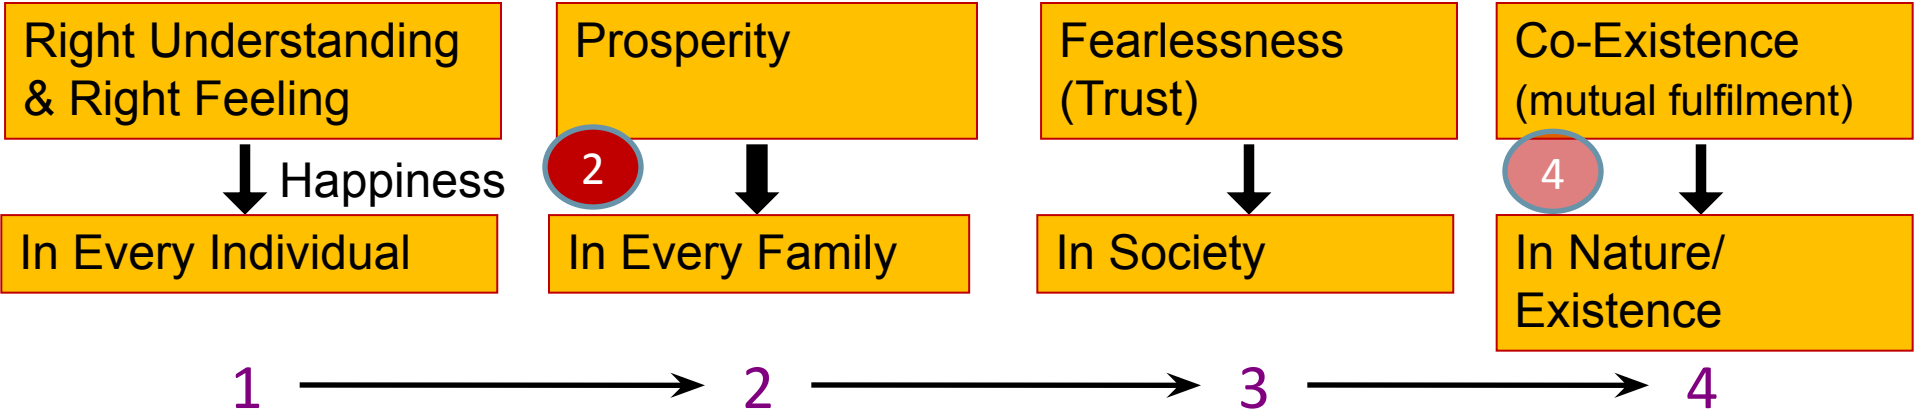 Right Understanding
& Right Feeling
Prosperity
Fearlessness
(Trust)
Co-Existence
(mutual fulfilment)
Happiness
2
4
In Every Individual
In Every Family
In Society
In Nature/
Existence
1
2
3
4